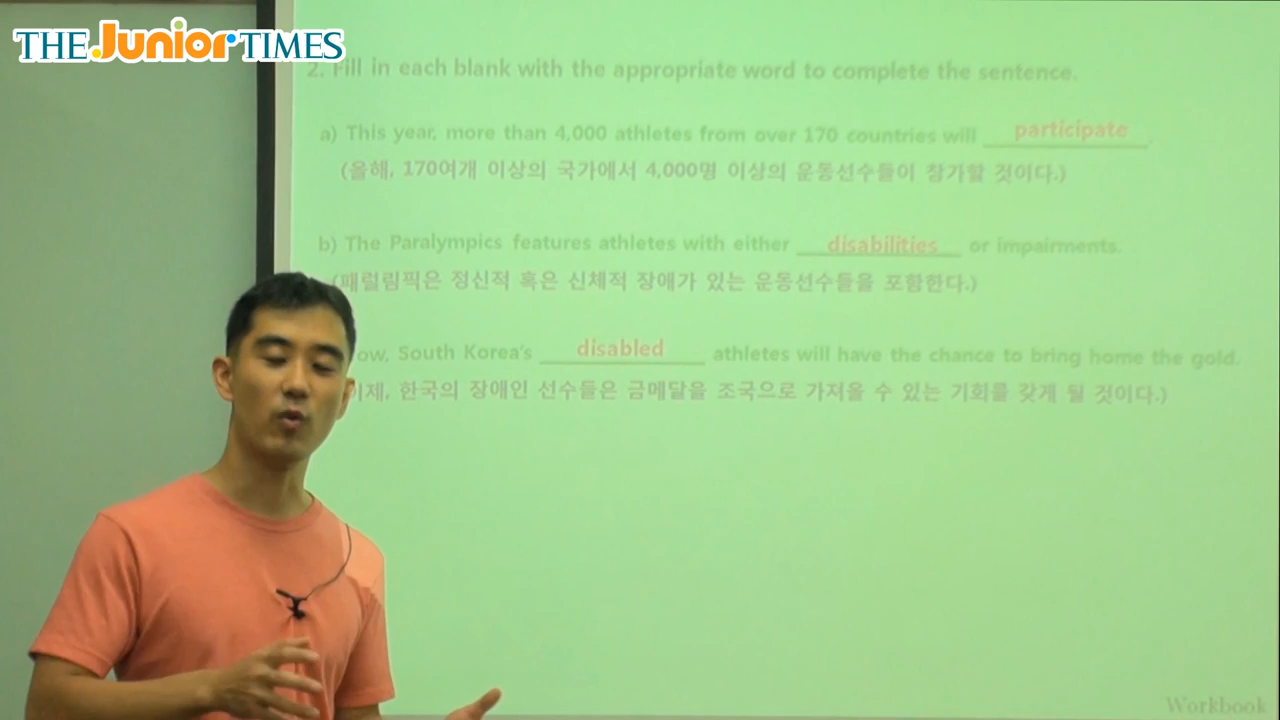 THE Junior TIMES
2. Fill in each blank with the appropriate word to complete the sentence.
a) This year, more than 4,000 athletes from over 170 countries will participate.
(올해, 170여개 이상의 국가에서 4,000명 이상의 운동선수들이 참가할 것이다.)
b) The Paralympics features athletes with either disabilities or impairments.
(패럴림픽은 정신적 혹은 신체적 장애가 있는 운동선수들을 포함한다.)
ow, South Korea's disabled athletes will have the chance to bring home the gold.
이제, 한국의 장애인 선수들은 금메달을 조국으로 가져올 수 있는 기회를 갖게 될 것이다.)
Workbook